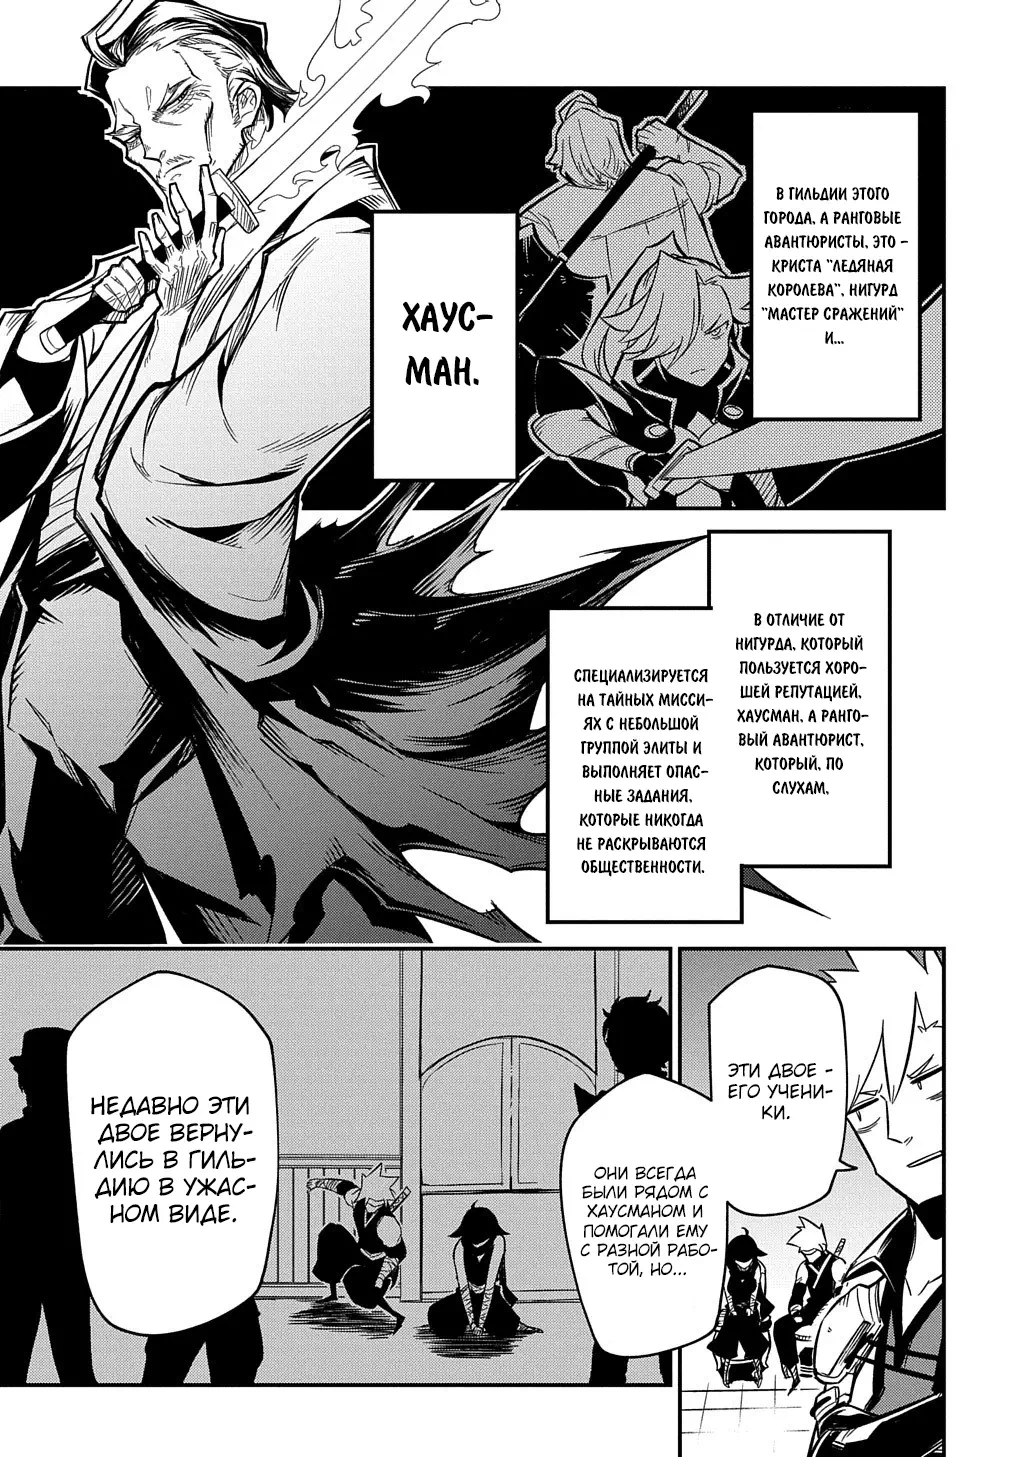 В ГИЛЬДИИ ЭТОГО
ГОРОДА, А РАНГОВЫЕ
АВАНТЮРИСТЫ, ЭТО -
КРИСТА "ЛЕДЯНАЯ
КОРОЛЕВА", НИГУРД
"МАСТЕР СРАЖЕНИЙ"
И...
ХАУС-
МАН.
В ОТЛИЧИЕ ОТ
НИГУРДА, КОТОРЫЙ
ПОЛЬЗУЕТСЯ ХОРО-
ШЕЙ РЕПУТАЦИЕЙ,
ХАУСМАН, А РАНГО-
ВЫЙ АВАНТЮРИСТ,
КОТОРЫЙ, ПО
СЛУХАМ,
СПЕЦИАЛИЗИРУЕТСЯ
НА ТАЙНЫХ МИССИ-
ЯХ С НЕБОЛЬШОЙ
ГРУППОЙ ЭЛИТЫ И
ВЫПОЛНЯЕТ ОПАС-
НЫЕ ЗАДАНИЯ,
КОТОРЫЕ НИКОГДА
НЕ РАСКРЫВАЮТСЯ
ОБЩЕСТВЕННОСТИ.
ЭТИ ДВОЕ -
ЕГО УЧЕНИ-
КИ.
ОНИ ВСЕГДА
БЫЛИ РЯДОМ С
ХАУСМАНОМ И
ПОМОГАЛИ ЕМУ
С РАЗНОЙ РАБО-
ТОЙ, НО...
НЕДАВНО ЭТИ
ДВОЕ ВЕРНУ-
ЛИСЬ В ГИЛЬ-
ДИЮ В УЖАС-
НОМ ВИДЕ.